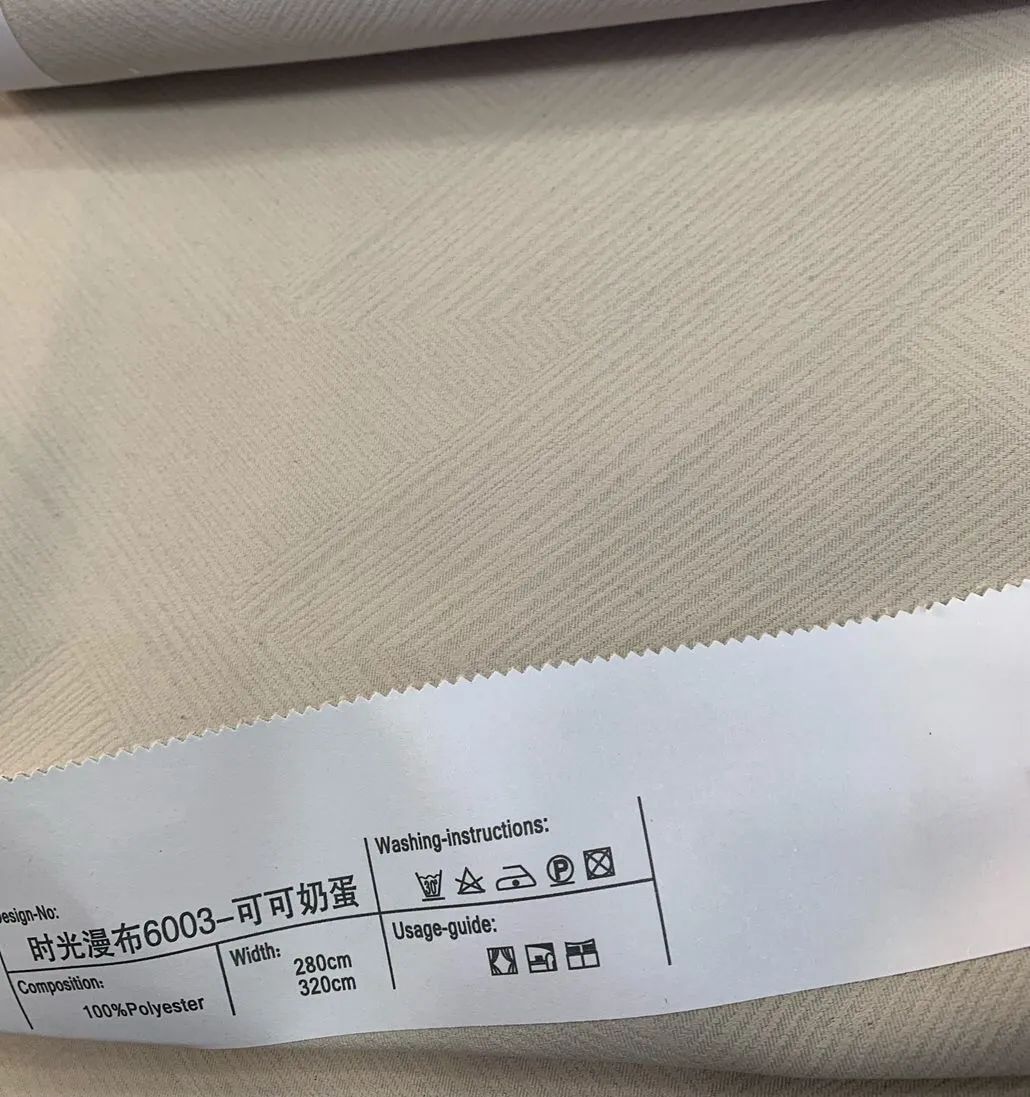 esign-No:
时光漫布6003-可可奶蛋
Composition:
100%Polyester
Width:
280cm
320cm
Washing-instructions:
30°
P
Usage-guide: